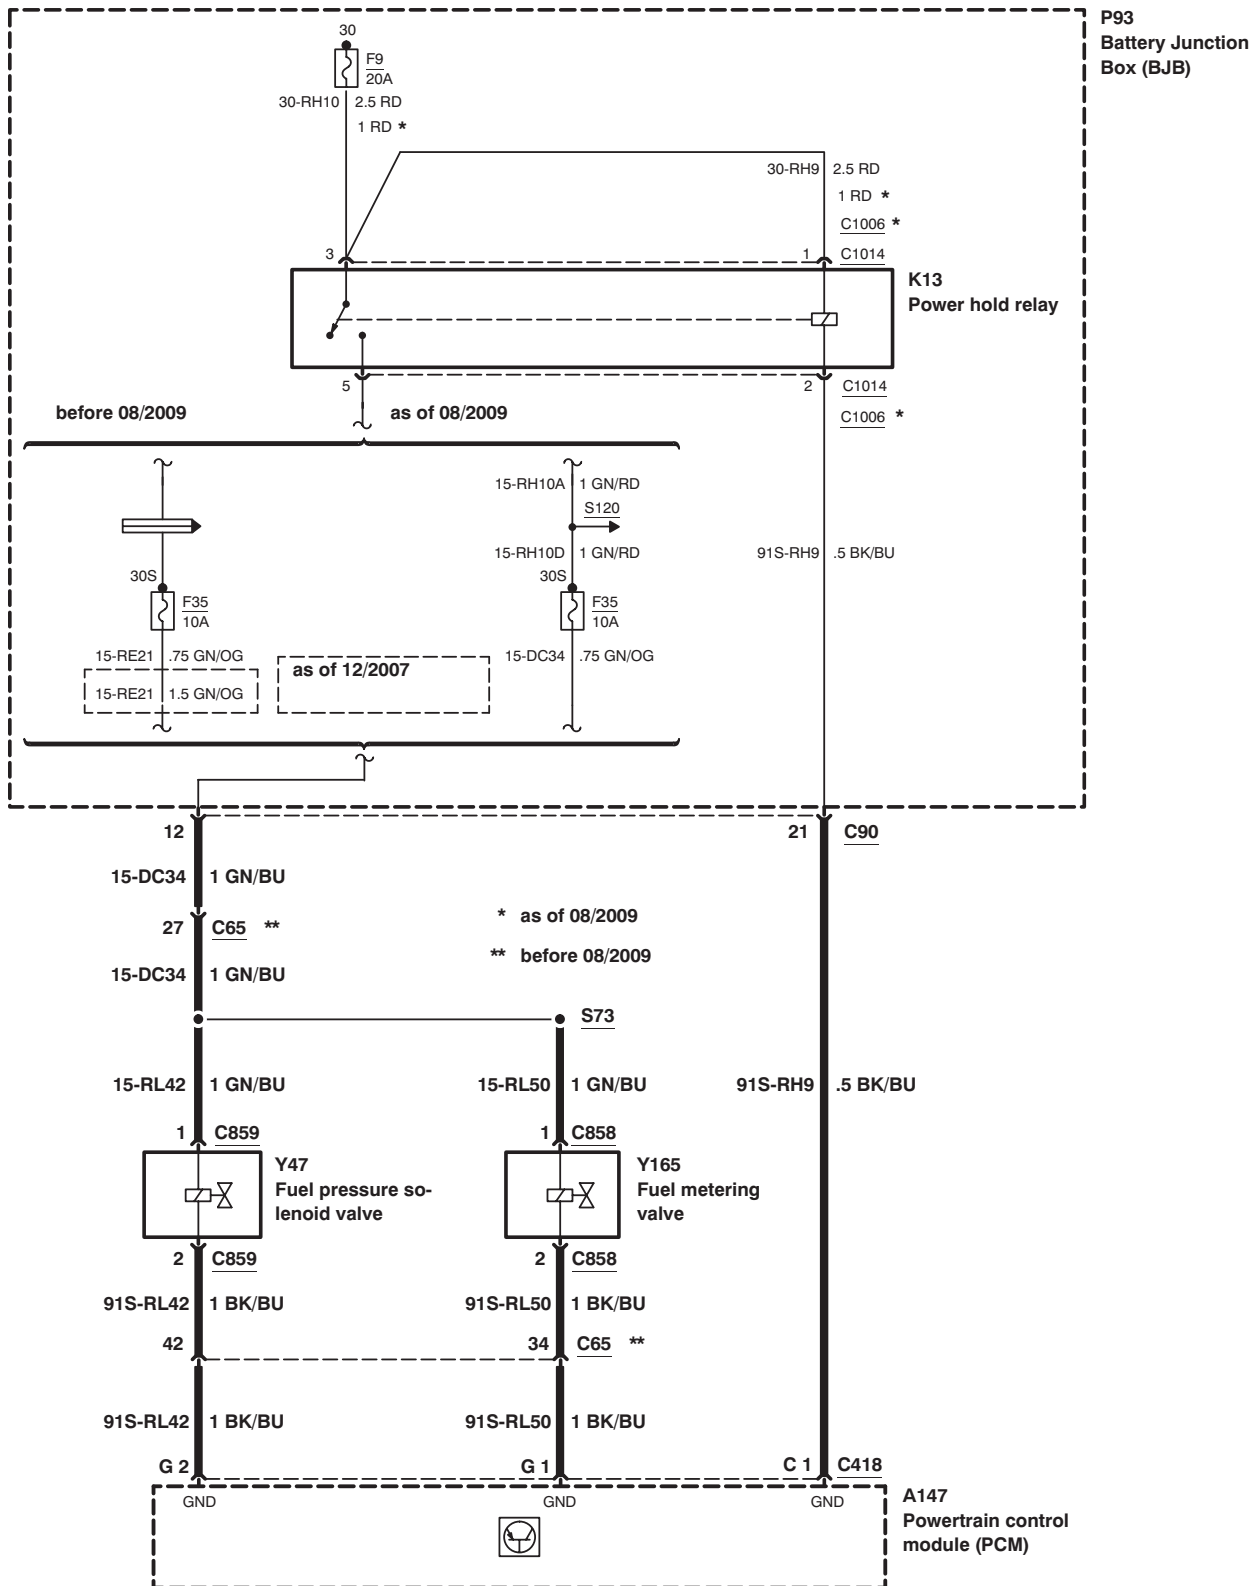 P93
Battery Junction
Box (BJB)
30
F9
20A
30-RH10 2.5 RD
1 RD *
30-RH9 2.5 RD
1 RD *
C1006 *
3 1 C1014
K13
Power hold relay
5 2 C1014
C1006 *
before 08/2009 as of 08/2009
15-RH10A 1 GN/RD
S120
15-RH10D 1 GN/RD
91S-RH9 .5 BK/BU
30S 30S
F35 F35
10A 10A
15-RE21 .75 GN/OG
15-DC34 .75 GN/OG
as of 12/2007
15-RE21 1.5 GN/OG
12 21 C90
15-DC34 1 GN/BU
* as of 08/2009
27 C65 **
** before 08/2009
15-DC34 1 GN/BU
S73
15-RL42 1 GN/BU 15-RL50 1 GN/BU 91S-RH9 .5 BK/BU
1 C859 1 C858
Y47
Fuel pressure so-
lenoid valve
Y165
Fuel metering
valve
2 C859 2 C858
91S-RL42 1 BK/BU 91S-RL50 1 BK/BU
42 34 C65 **
91S-RL42 1 BK/BU 91S-RL50 1 BK/BU
G 2 G 1 C 1 C418
GND GND GND
A147
Powertrain control
module (PCM)